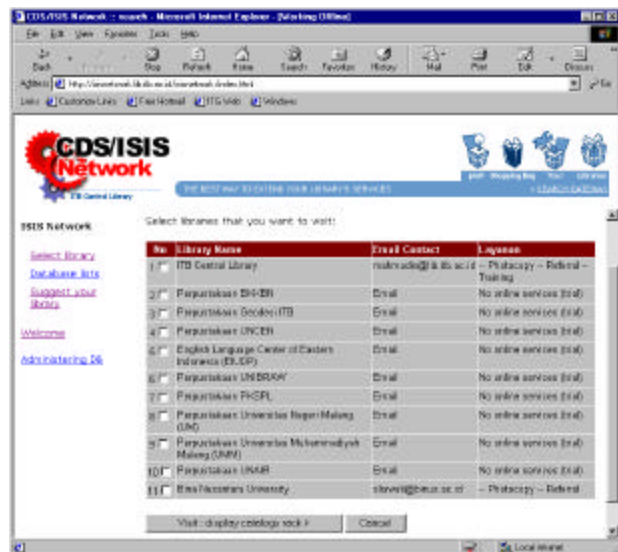 CDS/ISIS Network :: search - Microsoft Internet Explorer - [Working Offline]
File Edit View Favorites Tools Help
Back Stop Refresh Home Search Favorites History Mail Print Edit Discuss
Address Go
Links Customize Links Free Hotmail ITG Web Windows
CDS/ISIS
Network
ITB Central Library
THE BEST WAY TO EXTEND YOUR LIBRARY'S SERVICES
Shopping Bag
ISIS Network
Select libraries that you want to visit:
Select library
Database lists
Suggest your
library
Welcome
Administering DB
No Library Name Email Contact Layanan
1 ITB Central Library -- Photocopy -- Referral --
Training
2 Perpustakaan Email No online services (trial)
3 Perpustakaan Geodesi ITB Email No online services (trial)
4 Perpustakaan UNCEN Email No online services (trial)
5 English Language Center of Eastern
Indonesia Email No online services (trial)
6 Perpustakaan UNIBRAW Email No online services (trial)
7 Perpustakaan PKSPL Email No online services (trial)
8 Perpustakaan Universitas Negeri Malang
(UM) Email No online services (trial)
9 Perpustakaan Universitas Muhammadiyah
Malang (UMM) Email No online services (trial)
10 Perpustakaan UNAIR Email No online services (trial)
11 Bina Nusantara University -- Photocopy -- Referral
Visit : display catalogs rack > Cancel
Local intranet